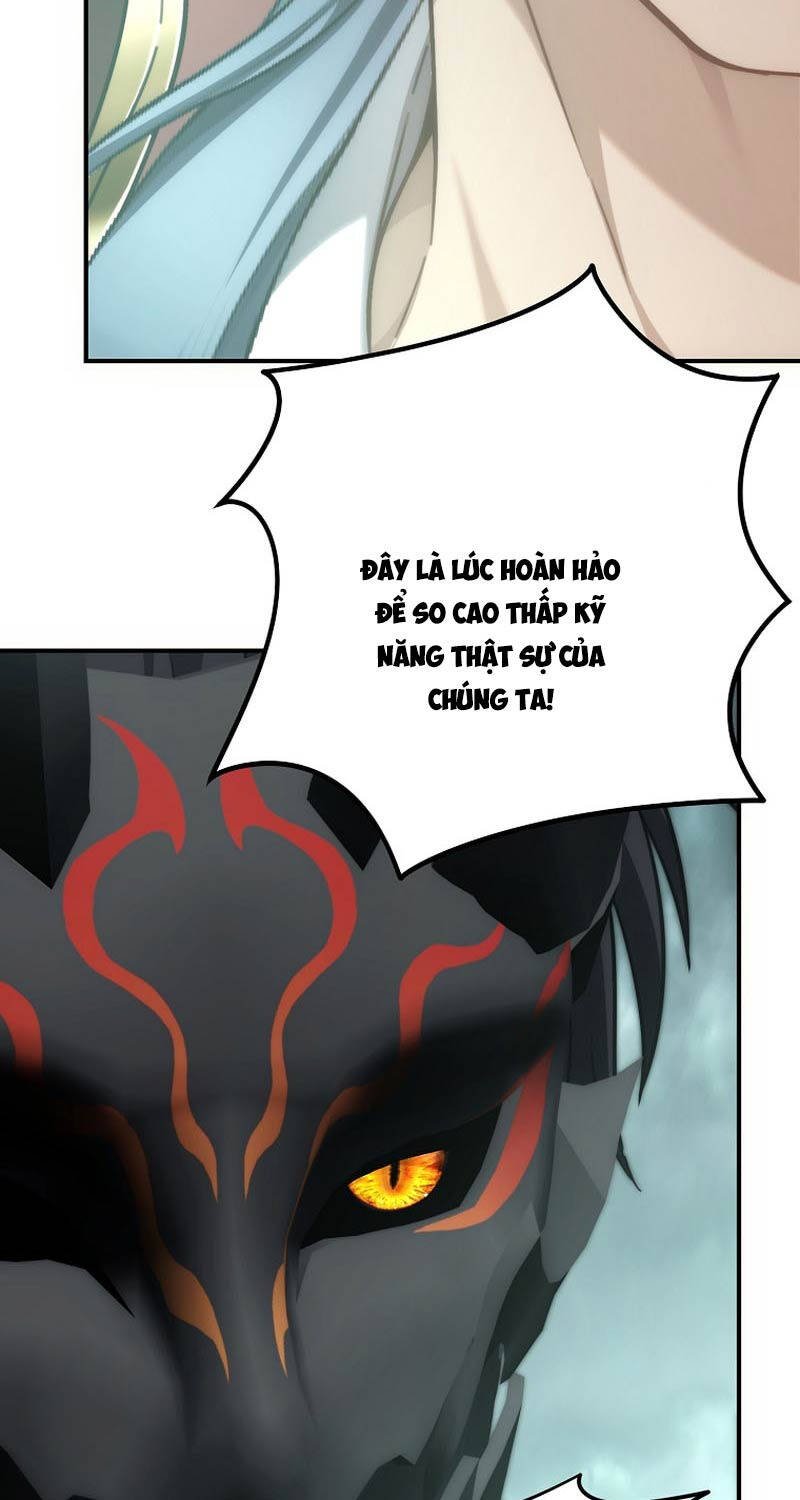 ĐÂY LÀ LÚC HOÀN HẢO
ĐỂ SO CAO THẤP KỸ
NĂNG THẬT SỰ CỦA
CHÚNG TA!